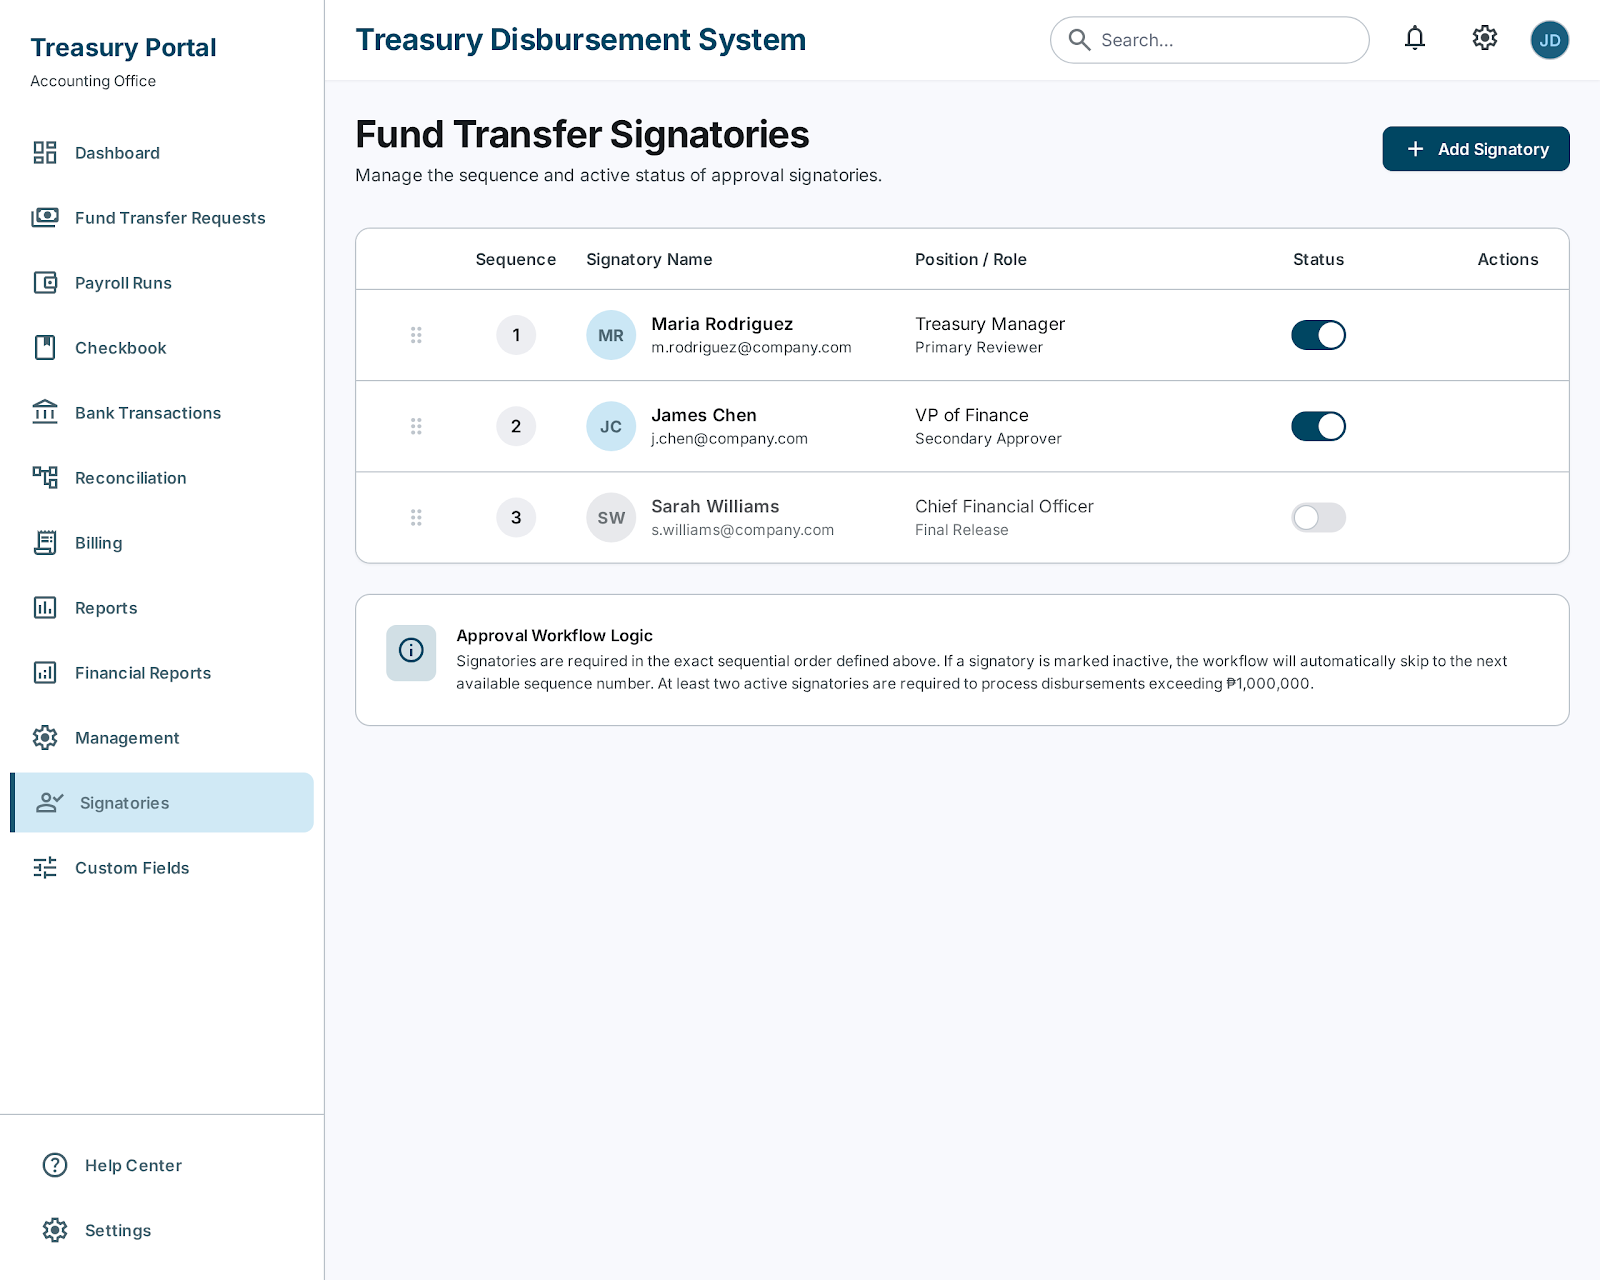 Treasury Portal
Accounting Office
Dashboard
Fund Transfer Requests
Payroll Runs
Checkbook
Bank Transactions
Reconciliation
Billing
Reports
Financial Reports
Management
Signatories
Custom Fields
Help Center
Settings
Treasury Disbursement System
Search...
JD
Fund Transfer Signatories
Manage the sequence and active status of approval signatories.
Add Signatory
Sequence Signatory Name Position / Role Status Actions
1 MR Maria Rodriguez Treasury Manager
m.rodriguez@company.com Primary Reviewer
2 JC James Chen VP of Finance
j.chen@company.com Secondary Approver
3 SW Sarah Williams Chief Financial Officer
s.williams@company.com Final Release
Approval Workflow Logic
Signatories are required in the exact sequential order defined above. If a signatory is marked inactive, the workflow will automatically skip to the next
available sequence number. At least two active signatories are required to process disbursements exceeding ₱1,000,000.